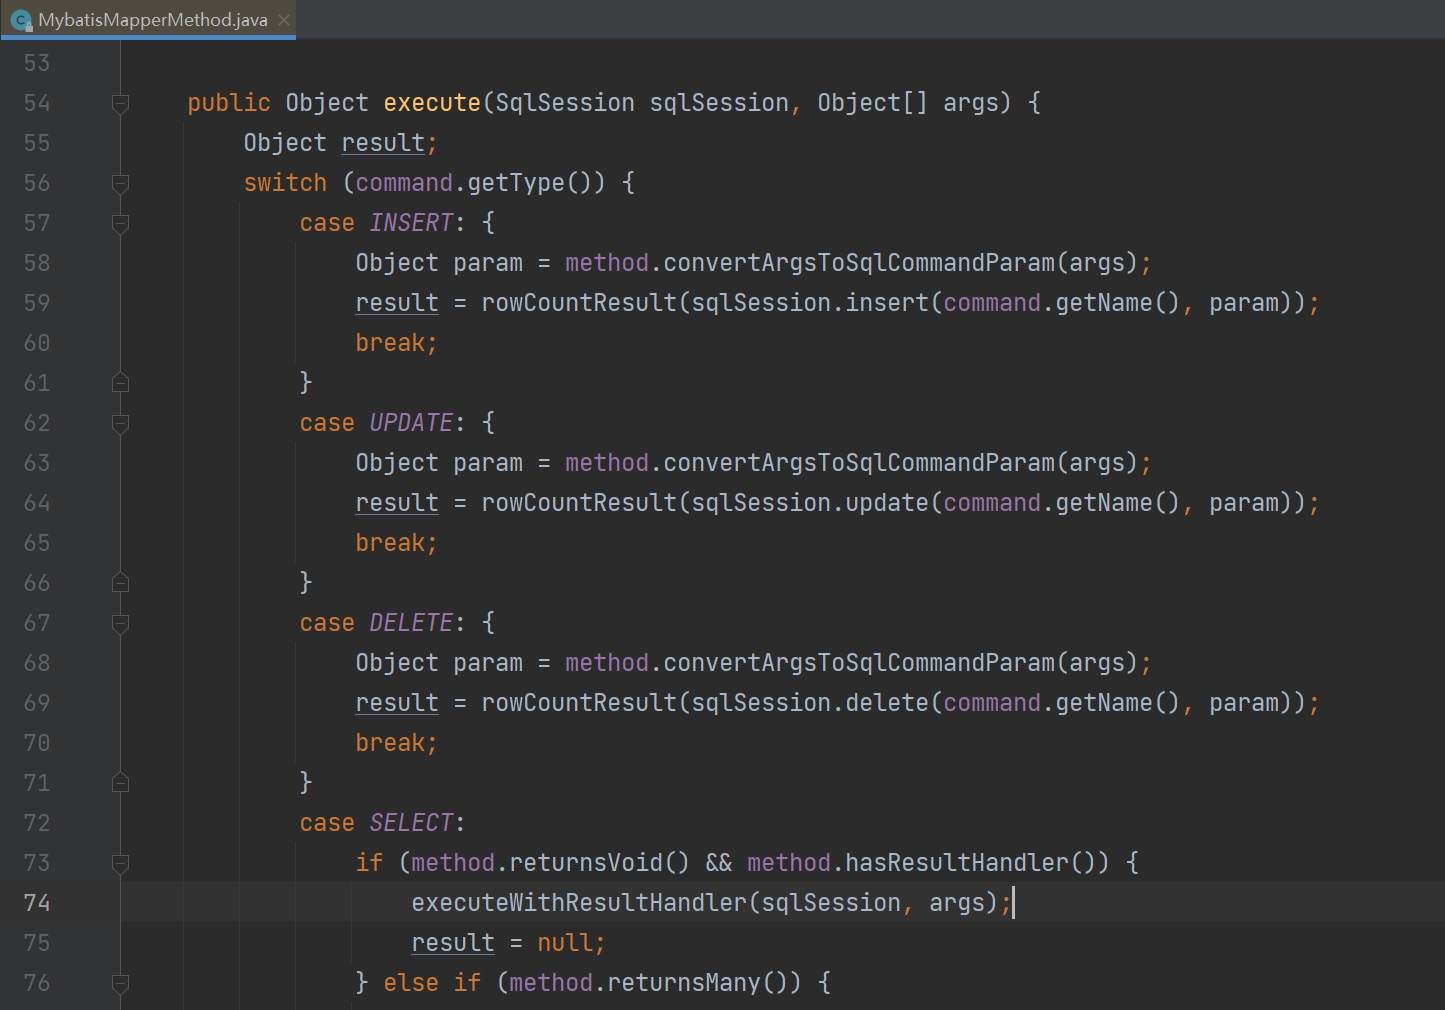 MybatisMapperMethod.java
53
54 public Object execute(SqlSession sqlSession, Object[] args) {
55 Object result;
56 switch (command.getType()) {
57 case INSERT: {
58 Object param = method.convertArgsToSqlCommandParam(args);
59 result = rowCountResult(sqlSession.insert(command.getName(), param));
60 break;
61 }
62 case UPDATE: {
63 Object param = method.convertArgsToSqlCommandParam(args);
64 result = rowCountResult(sqlSession.update(command.getName(), param));
65 break;
66 }
67 case DELETE: {
68 Object param = method.convertArgsToSqlCommandParam(args);
69 result = rowCountResult(sqlSession.delete(command.getName(), param));
70 break;
71 }
72 case SELECT:
73 if (method.returnsVoid() && method.hasResultHandler()) {
74 executeWithResultHandler(sqlSession, args);
75 result = null;
76 } else if (method.returnsMany()) {